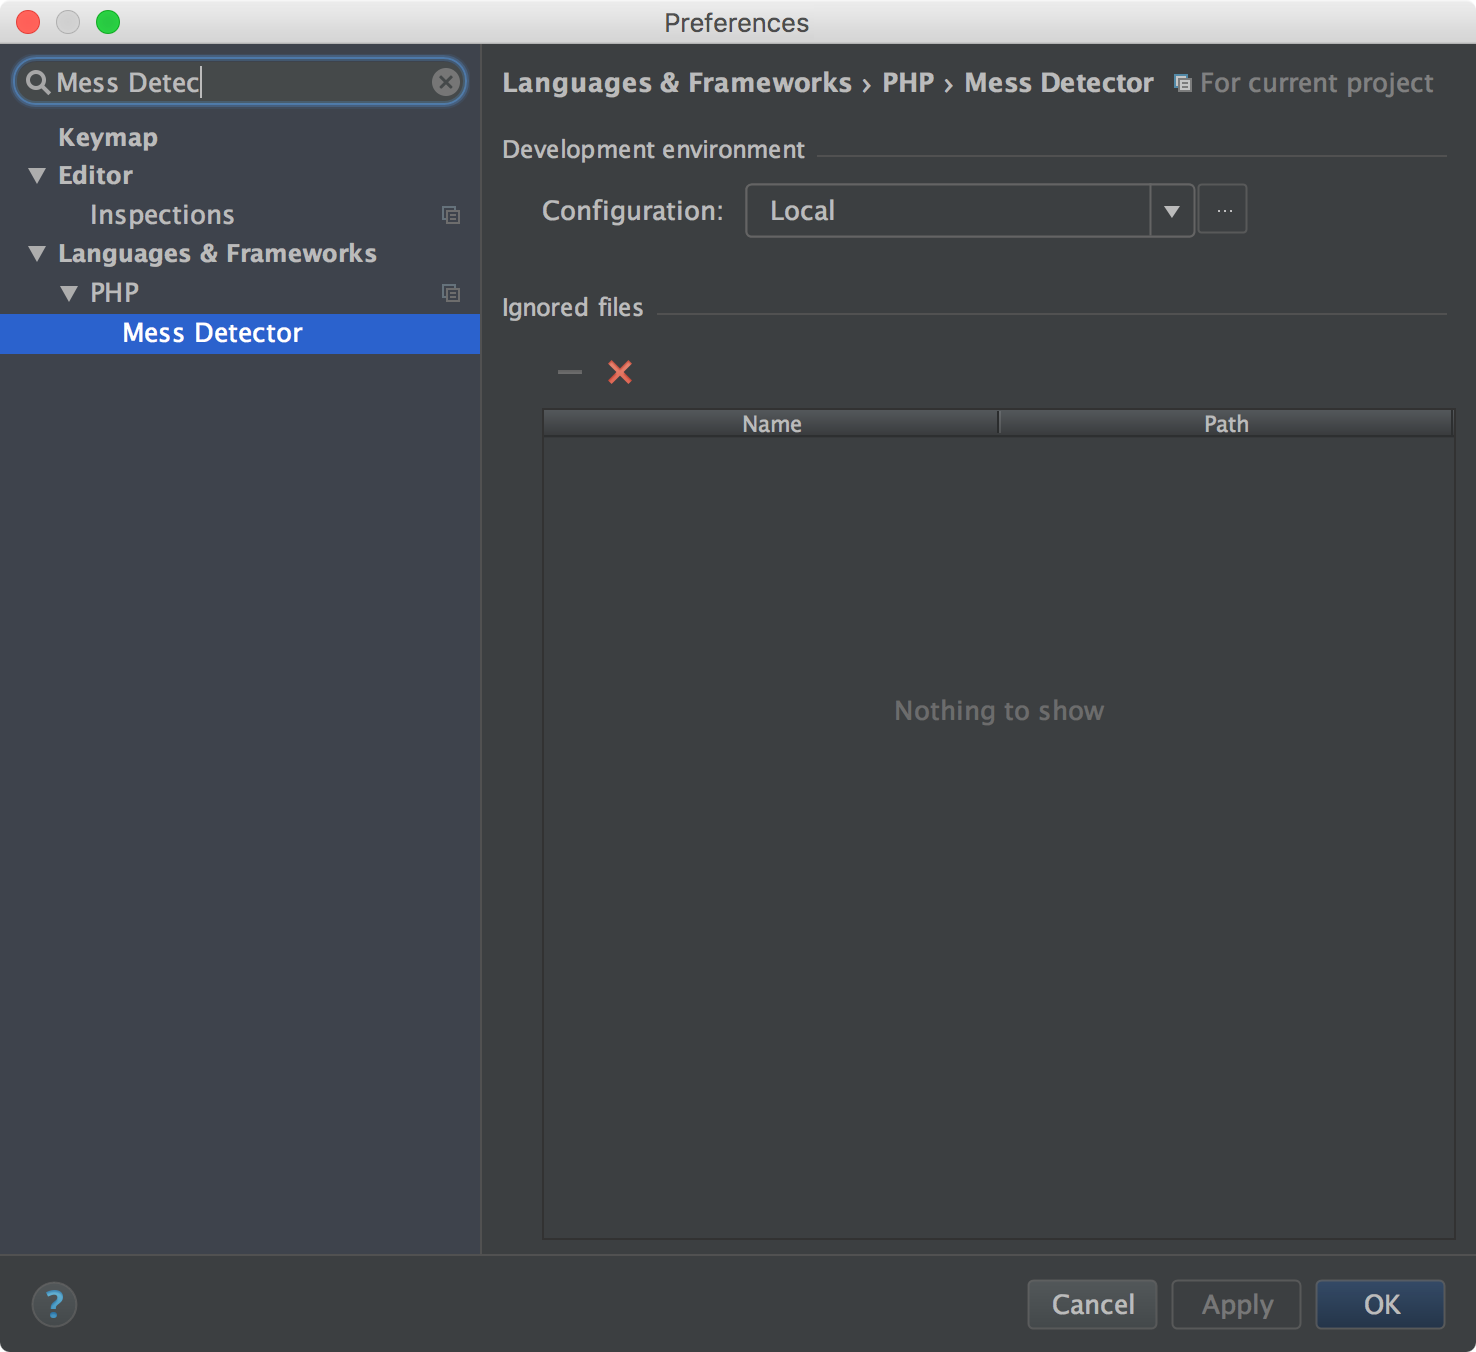 Preferences
Mess Detec
Keymap
Editor
Inspections
Languages & Frameworks
PHP
Mess Detector
Languages & Frameworks › PHP › Mess Detector For current project
Development environment
Configuration: Local ...
Ignored files
Name Path
Nothing to show
? Cancel Apply OK